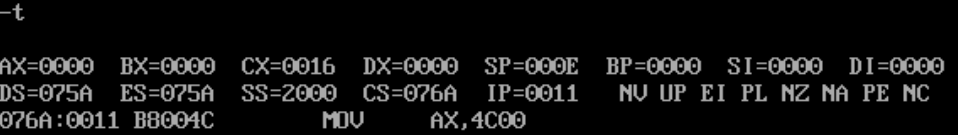 -t
AX=0000 BX=0000 CX=0016 DX=0000 SP=000E BP=0000 SI=0000 DI=0000
DS=075A ES=075A SS=2000 CS=076A IP=0011 NV UP EI PL NZ NA PE NC
076A:0011 B8004C MOV AX,4C00